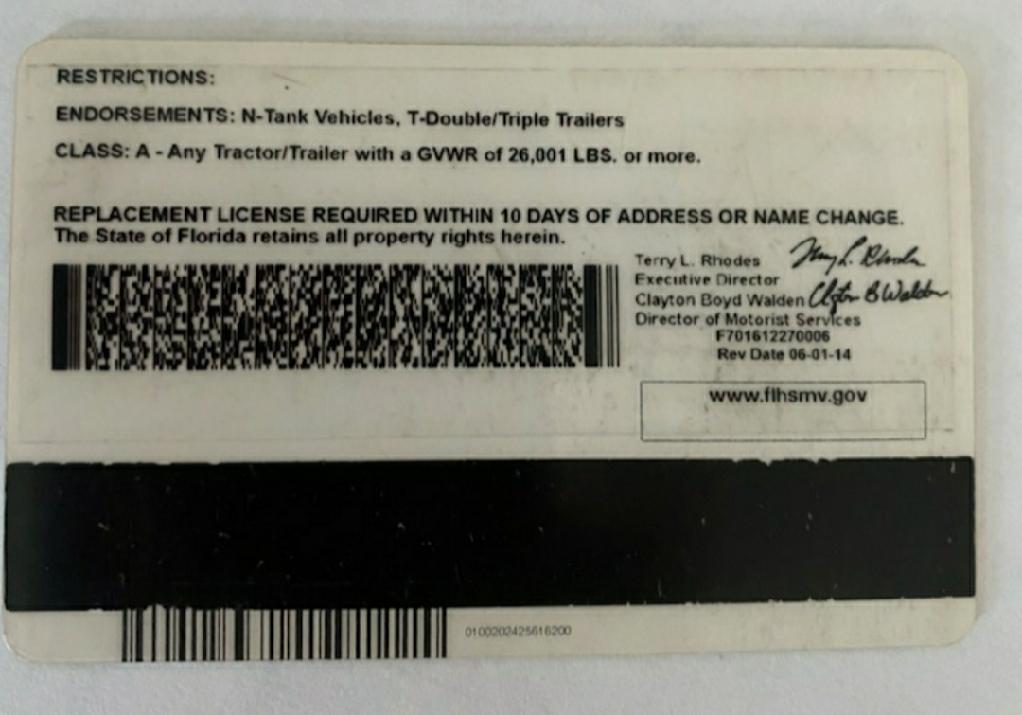 RESTRICTIONS:
ENDORSEMENTS: N-Tank Vehicles, T-Double/Triple Trailers
CLASS: A - Any Tractor/Trailer with a GVWR of 26,001 LBS. or more.
REPLACEMENT LICENSE REQUIRED WITHIN 10 DAYS OF ADDRESS OR NAME CHANGE.
The State of Florida retains all property rights herein.
Terry L. Rhodes
Executive Director
Clayton Boyd Walden
Director of Motorist Services
F701612270006
Rev Date 06-01-14
www.flhsmv.gov
0100202425616200